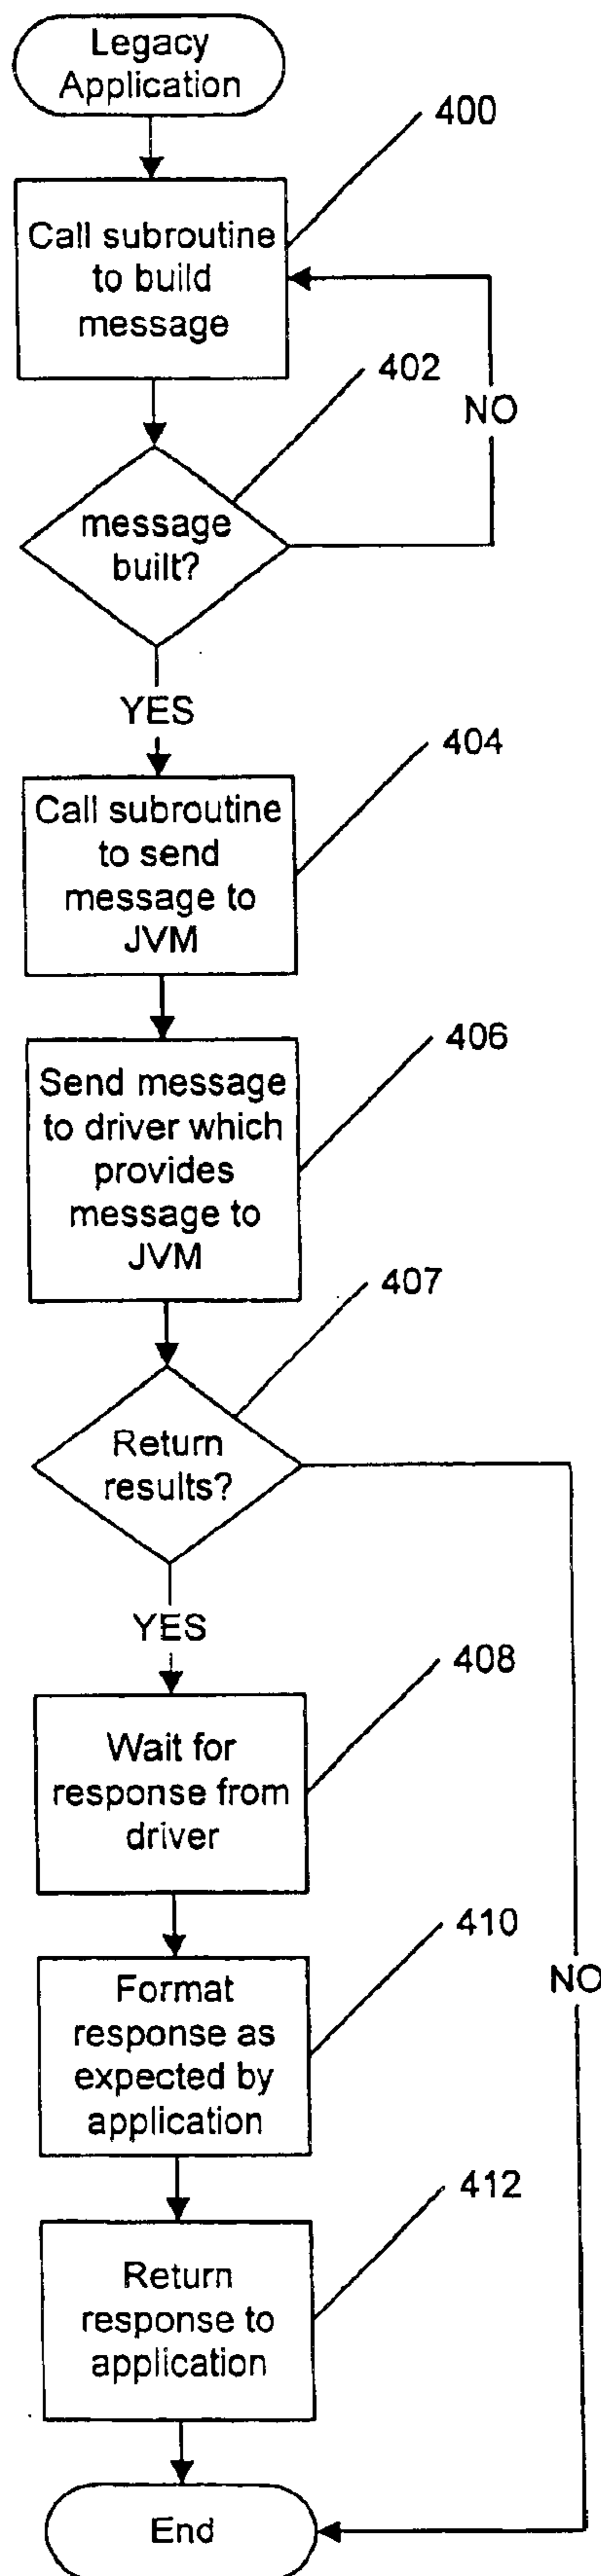 Legacy
Application
400
Call subroutine
to build
message
402
NO
message
built?
YES
404
Call subroutine
to send
message to
JVM
406
Send message
to driver which
provides
message to
JVM
407
Return
results?
YES
408
Wait for
response from
driver
410
NO
Format
response as
expected by
application
412
Return
response to
application
End